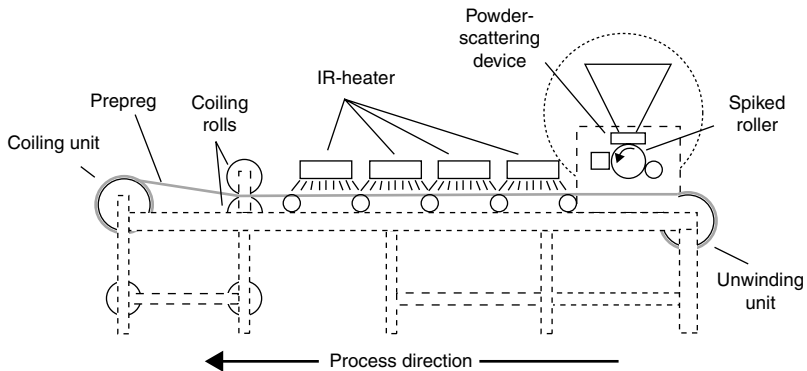 Powder-
scattering
device
IR-heater
Prepreg
Coiling
rolls
Spiked
roller
Coiling unit
Unwinding
unit
Process direction